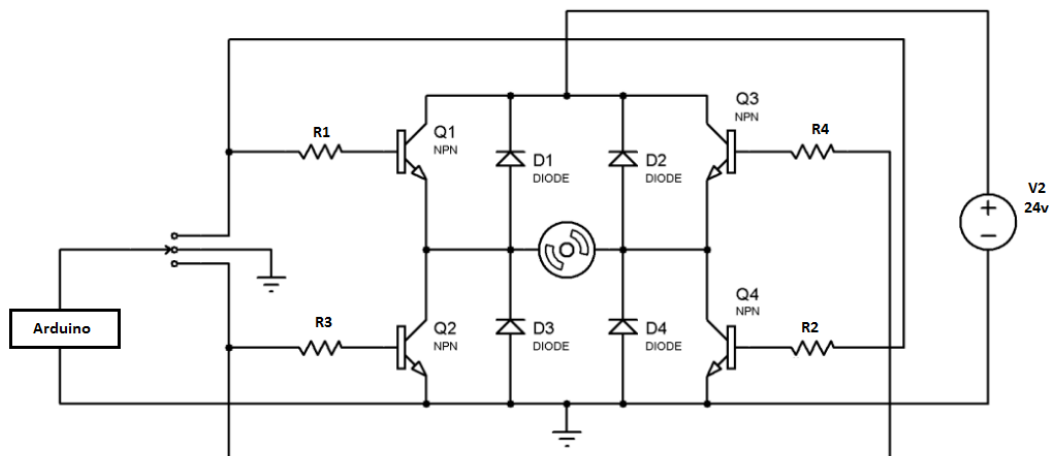 Q3
NPN
R1
Q1
NPN
R4
D1
DIODE
D2
DIODE
V2
24v
+
−
Arduino
R3
Q2
NPN
D3
DIODE
D4
DIODE
Q4
NPN
R2